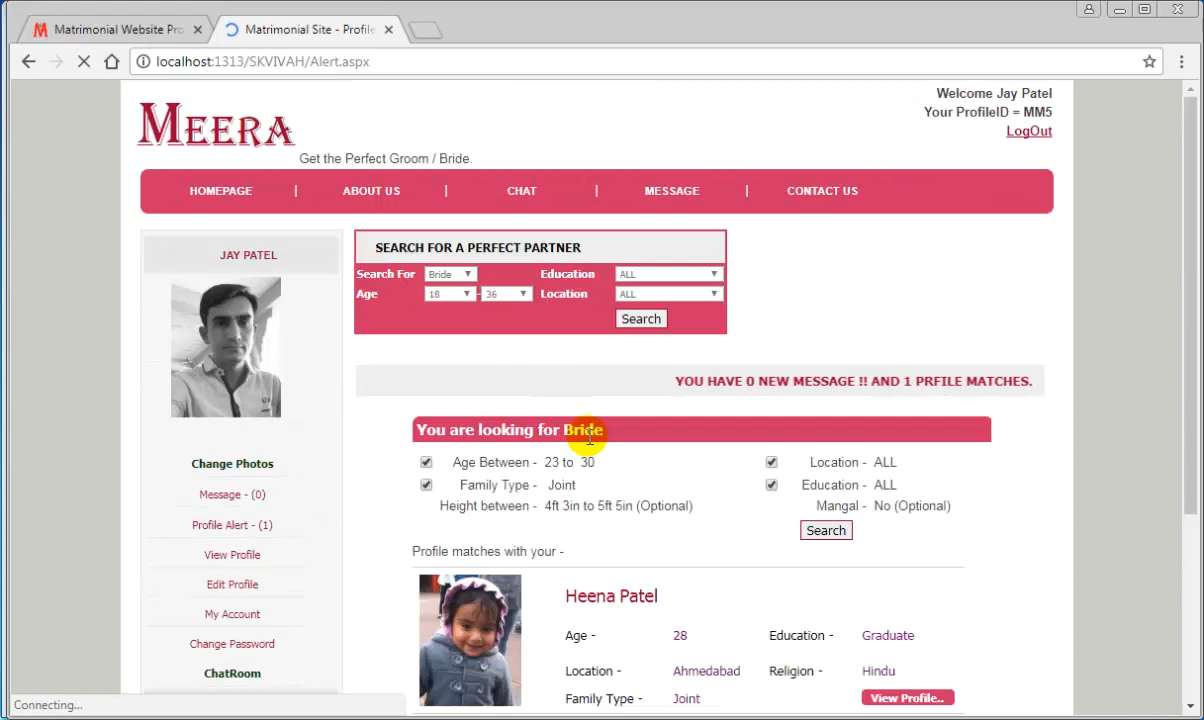 Matrimonial Website Pro
Matrimonial Site - Profile
localhost:1313/SKVIVAH/Alert.aspx
Welcome Jay Patel
Your ProfileID = MM5
LogOut
MEERA
Get the Perfect Groom / Bride.
HOMEPAGE | ABOUT US | CHAT | MESSAGE | CONTACT US
JAY PATEL
SEARCH FOR A PERFECT PARTNER
Search For Bride Education ALL
Age 18 - 36 Location ALL
Search
YOU HAVE 0 NEW MESSAGE !! AND 1 PRFILE MATCHES.
You are looking for Bride
Age Between - 23 to 30 Location - ALL
Family Type - Joint Education - ALL
Height between - 4ft 3in to 5ft 5in (Optional) Mangal - No (Optional)
Search
Profile matches with your -
Change Photos
Message - (0)
Profile Alert - (1)
View Profile
Edit Profile
My Account
Change Password
ChatRoom
Heena Patel
Age - 28 Education - Graduate
Location - Ahmedabad Religion - Hindu
Family Type - Joint View Profile..
Connecting...